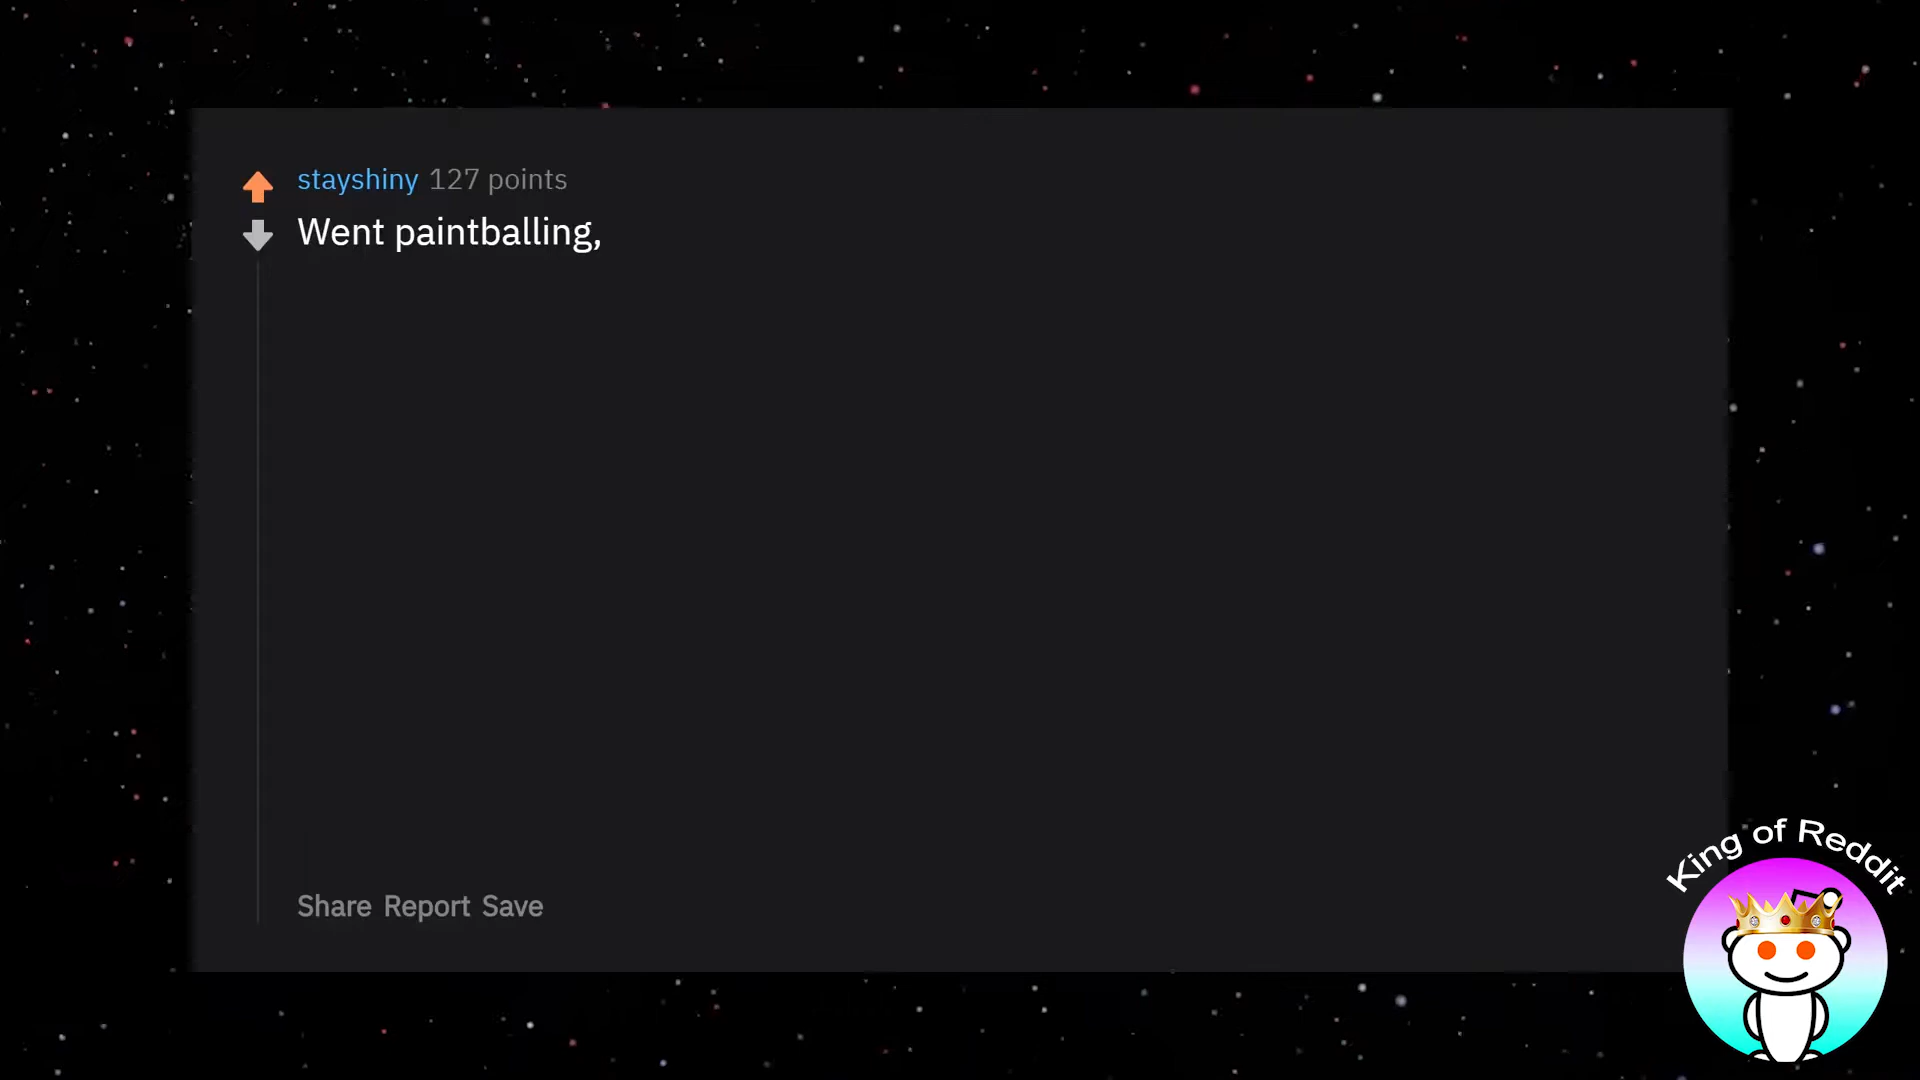 stayshiny 127 points
Went paintballing,
Share Report Save
King of Reddit